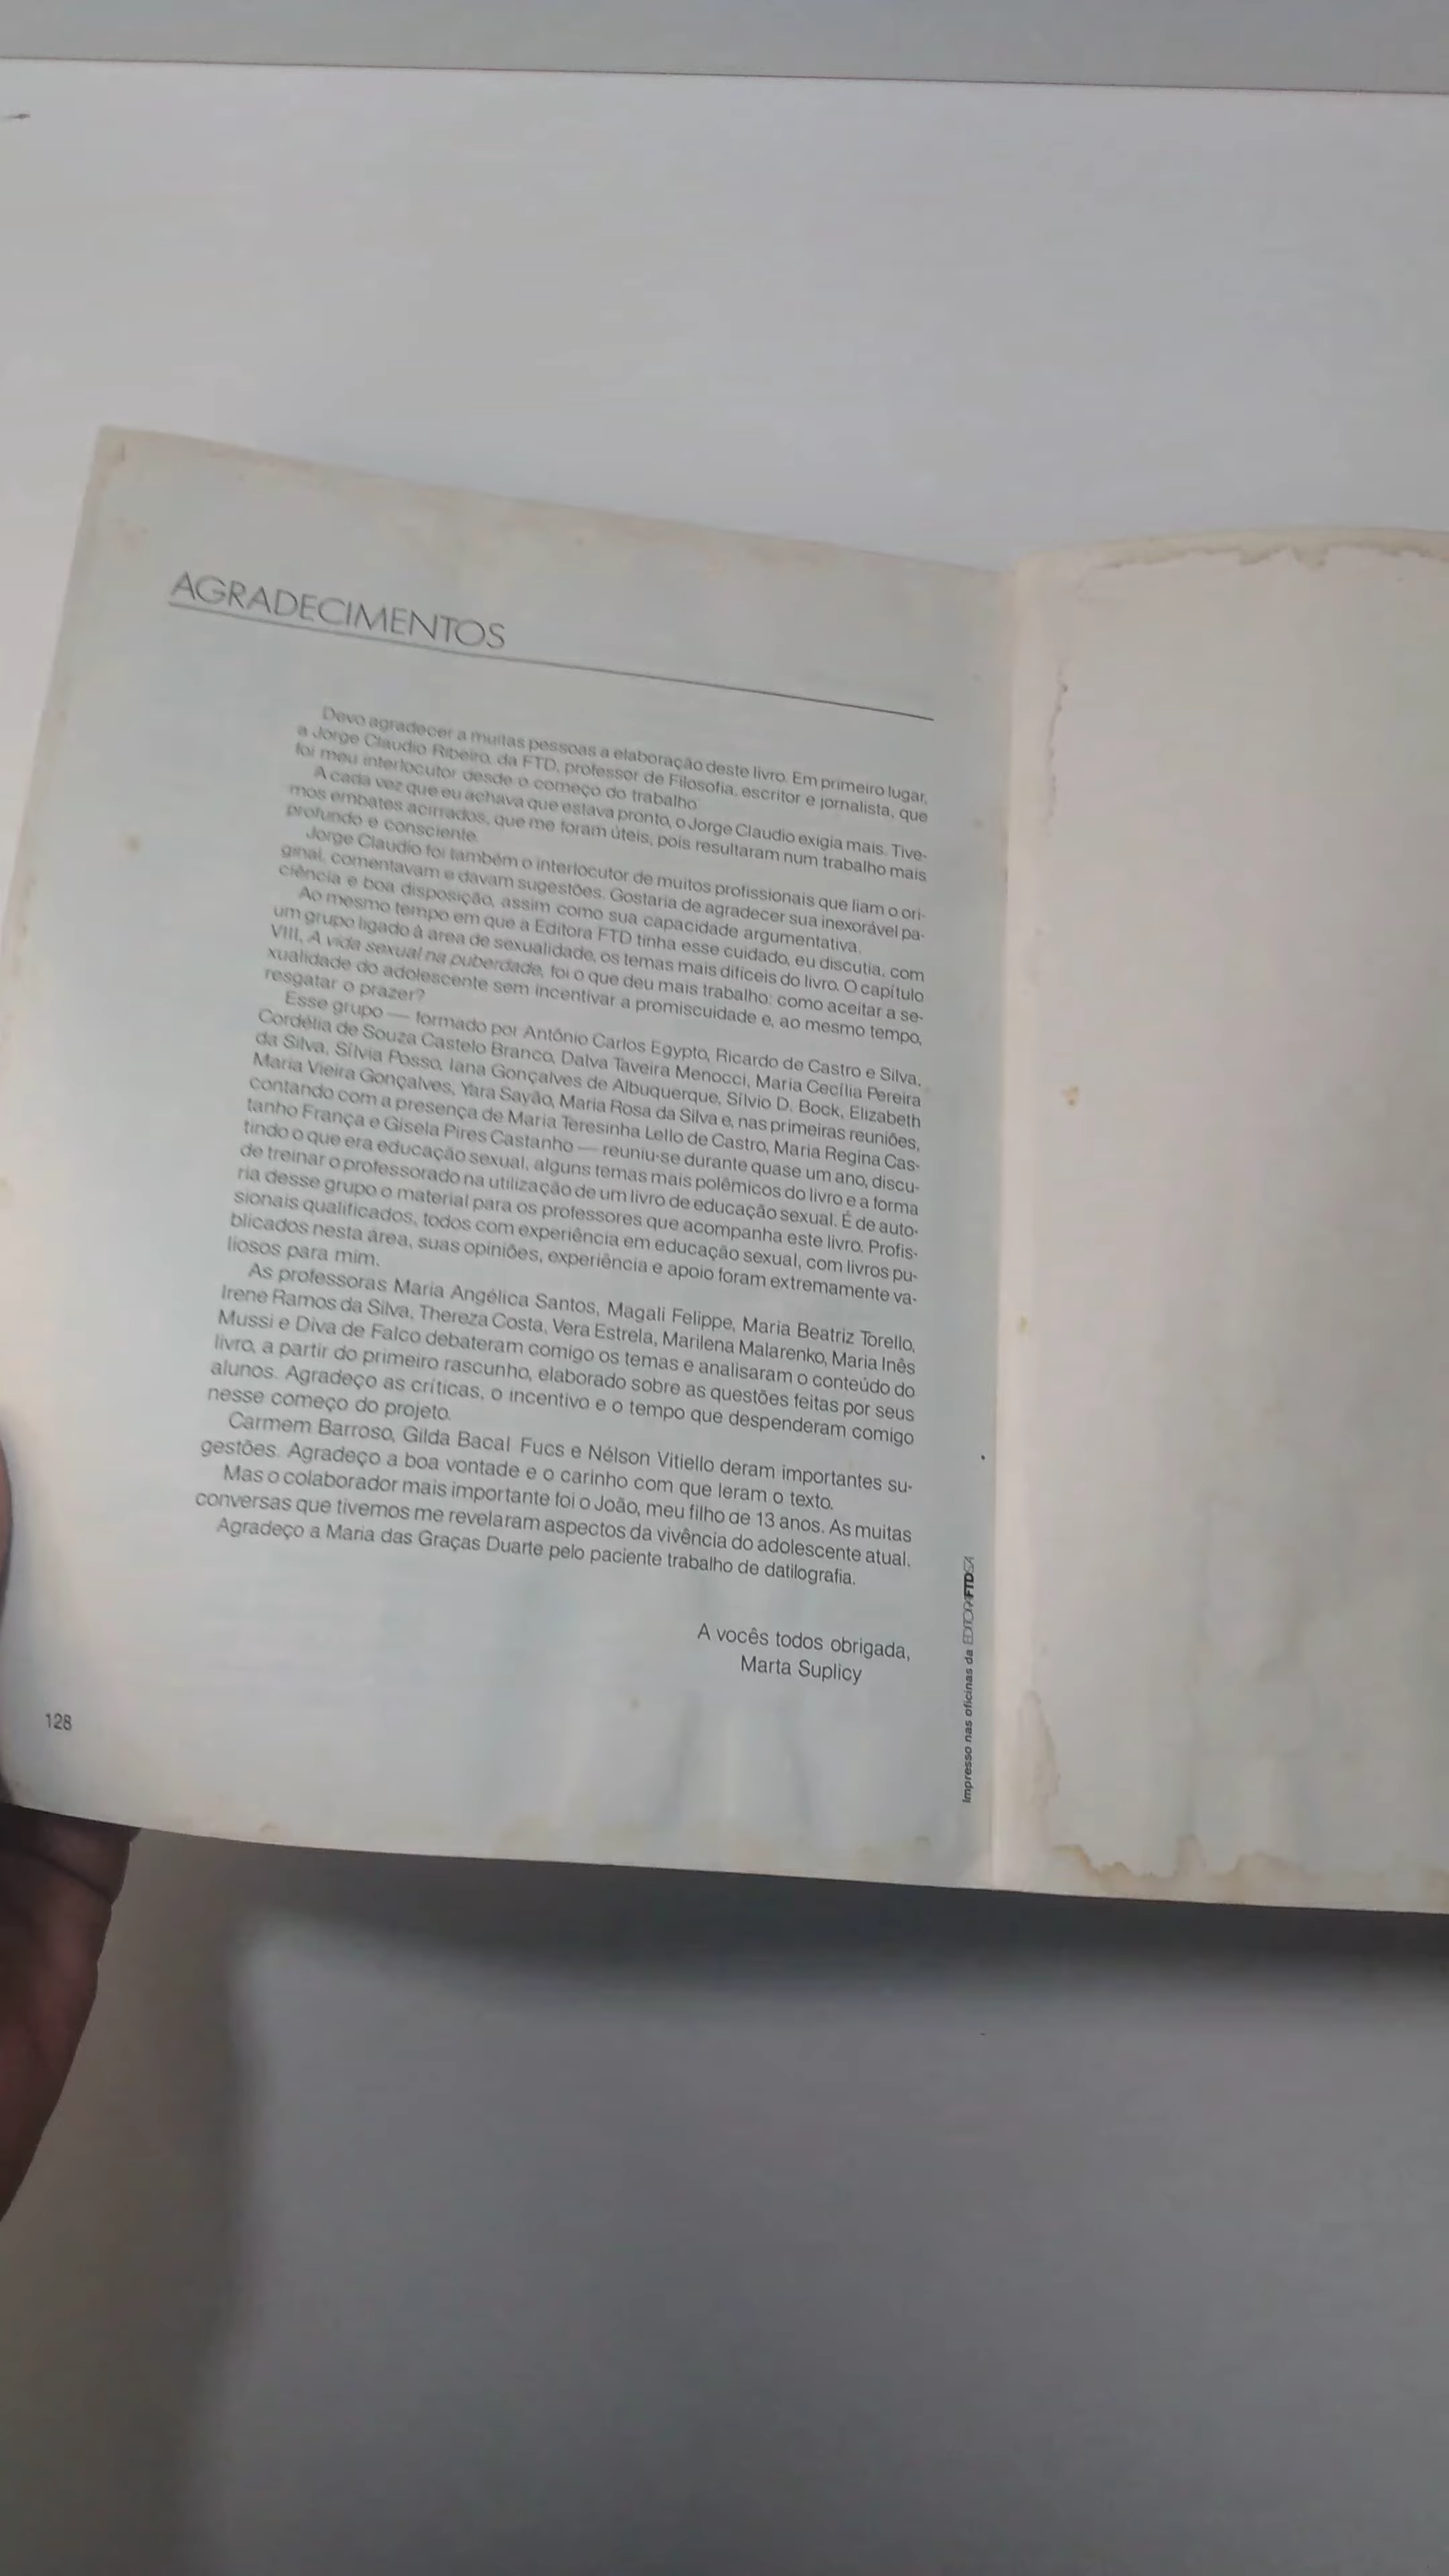 AGRADECIMENTOS
Devo agradecer a muitas pessoas a elaboração deste livro. Em primeiro lugar,
a Jorge Claudio Ribeiro, da FTD, professor de Filosofia, escritor e jornalista, que
foi meu interlocutor desde o começo do trabalho.
A cada vez que eu achava que estava pronto, o Jorge Claudio exigia mais. Tive-
mos embates acirrados, que me foram úteis, pois resultaram num trabalho mais
profundo e consciente.
Jorge Claudio foi também o interlocutor de muitos profissionais que liam o ori-
ginal, comentavam e davam sugestões. Gostaria de agradecer sua inexorável pa-
ciência e boa disposição, assim como sua capacidade argumentativa.
Ao mesmo tempo em que a Editora FTD tinha esse cuidado, eu discutia, com
um grupo ligado à área de sexualidade, os temas mais difíceis do livro. O capítulo
VIII, A vida sexual na puberdade, foi o que deu mais trabalho: como aceitar a se-
xualidade do adolescente sem incentivar a promiscuidade e, ao mesmo tempo,
resgatar o prazer?
Esse grupo — formado por Antônio Carlos Egypto, Ricardo de Castro e Silva,
Cordélia de Souza Castelo Branco, Dalva Taveira Menocci, Maria Cecília Pereira
da Silva, Sílvia Posso, Iana Gonçalves de Albuquerque, Sílvio D. Bock, Elizabeth
Maria Vieira Gonçalves, Yara Sayão, Maria Rosa da Silva e, nas primeiras reuniões,
contando com a presença de Maria Teresinha Lello de Castro, Maria Regina Cas-
tanho França e Gisela Pires Castanho — reuniu-se durante quase um ano, discu-
tindo o que era educação sexual, alguns temas mais polêmicos do livro e a forma
de treinar o professorado na utilização de um livro de educação sexual. É de auto-
ria desse grupo o material para os professores que acompanha este livro. Profis-
sionais qualificados, todos com experiência em educação sexual, com livros pu-
blicados nesta área, suas opiniões, experiência e apoio foram extremamente va-
liosos para mim.
As professoras Maria Angélica Santos, Magali Felippe, Maria Beatriz Torello,
Irene Ramos da Silva, Thereza Costa, Vera Estrela, Marilena Malarenko, Maria Inês
Mussi e Diva de Falco debateram comigo os temas e analisaram o conteúdo do
livro, a partir do primeiro rascunho, elaborado sobre as questões feitas por seus
alunos. Agradeço as críticas, o incentivo e o tempo que despenderam comigo
nesse começo do projeto.
Carmem Barroso, Gilda Bacal Fucs e Nélson Vitiello deram importantes su-
gestões. Agradeço a boa vontade e o carinho com que leram o texto.
Mas o colaborador mais importante foi o João, meu filho de 13 anos. As muitas
conversas que tivemos me revelaram aspectos da vivência do adolescente atual.
Agradeço a Maria das Graças Duarte pelo paciente trabalho de datilografia.
A vocês todos obrigada,
Marta Suplicy
128
Impresso nas oficinas da EDITORA FTD SA